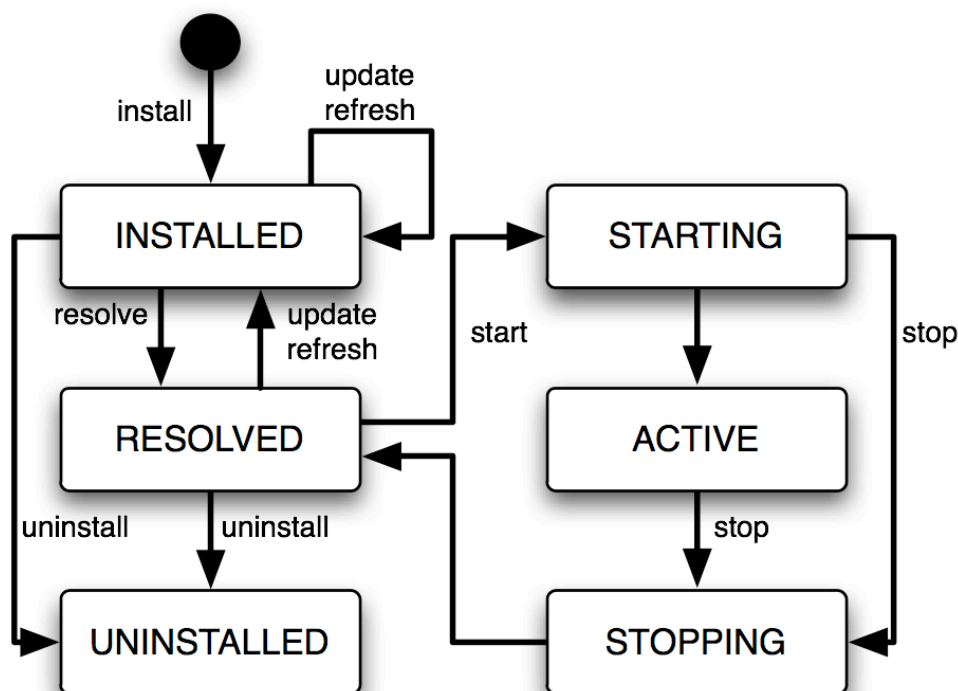 update
refresh
install
INSTALLED
STARTING
resolve
update
refresh
start
stop
RESOLVED
ACTIVE
uninstall
uninstall
stop
UNINSTALLED
STOPPING